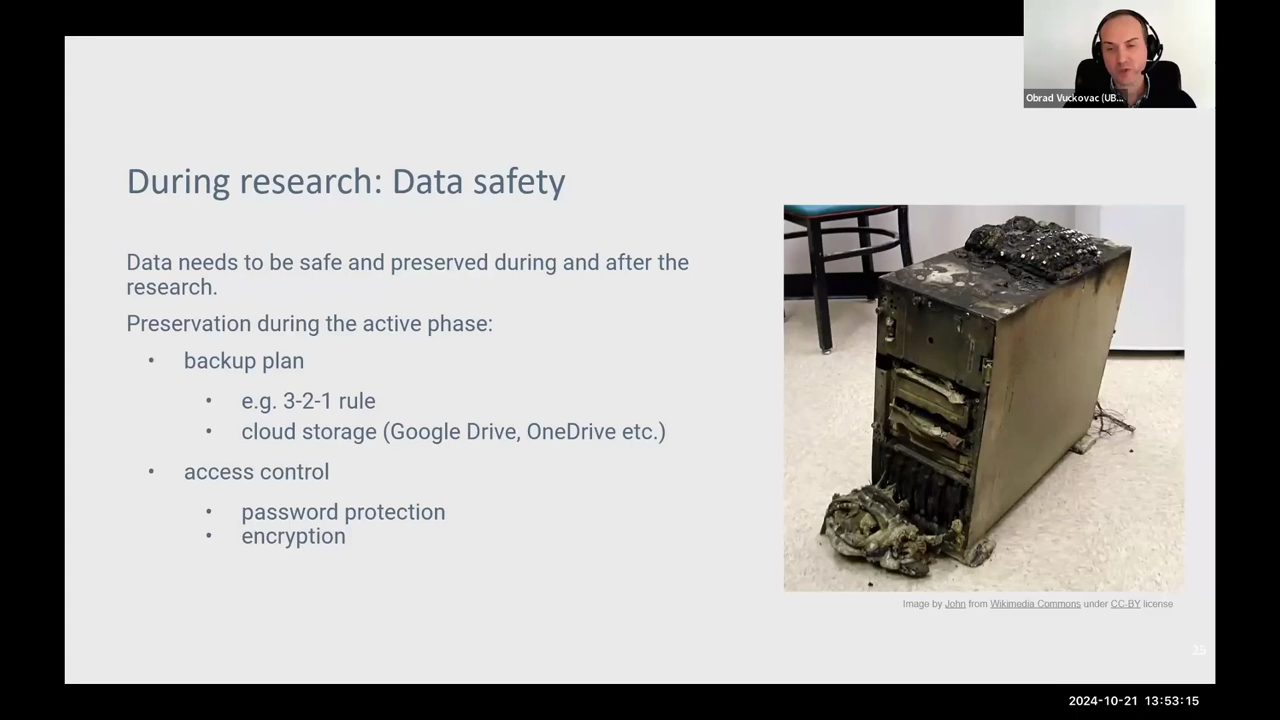 Obrad Vuckovac (UB...
During research: Data safety
Data needs to be safe and preserved during and after the
research.
Preservation during the active phase:
• backup plan
• e.g. 3-2-1 rule
• cloud storage (Google Drive, OneDrive etc.)
• access control
• password protection
• encryption
Image by John from Wikimedia Commons under CC-BY license
25
2024-10-21 13:53:15